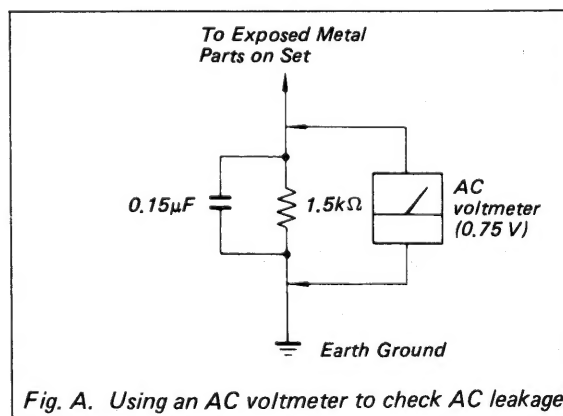 To Exposed Metal
Parts on Set
0.15µF
1.5kΩ
AC
voltmeter
(0.75 V)
Earth Ground
Fig. A. Using an AC voltmeter to check AC leakage